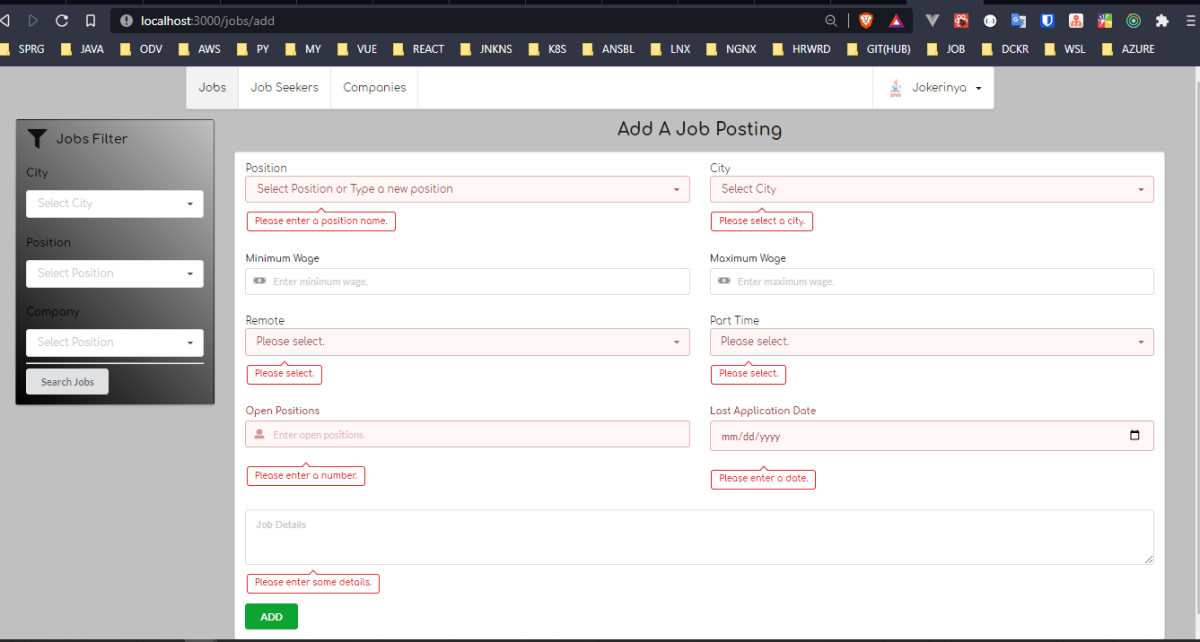 localhost:3000/jobs/add
SPRG JAVA ODV AWS PY MY VUE REACT JNKNS K8S ANSBL LNX NGNX HRWRD GIT(HUB) JOB DCKR WSL AZURE
Jobs Job Seekers Companies Jokerinya
Jobs Filter
City
Select City
Position
Select Position
Company
Select Position
Search Jobs
Add A Job Posting
Position City
Select Position or Type a new position Select City
Please enter a position name. Please select a city.
Minimum Wage Maximum Wage
Enter minimum wage. Enter maximum wage.
Remote Part Time
Please select. Please select.
Please select. Please select.
Open Positions Last Application Date
Enter open positions. mm/dd/yyyy
Please enter a number. Please enter a date.
Job Details
Please enter some details.
ADD